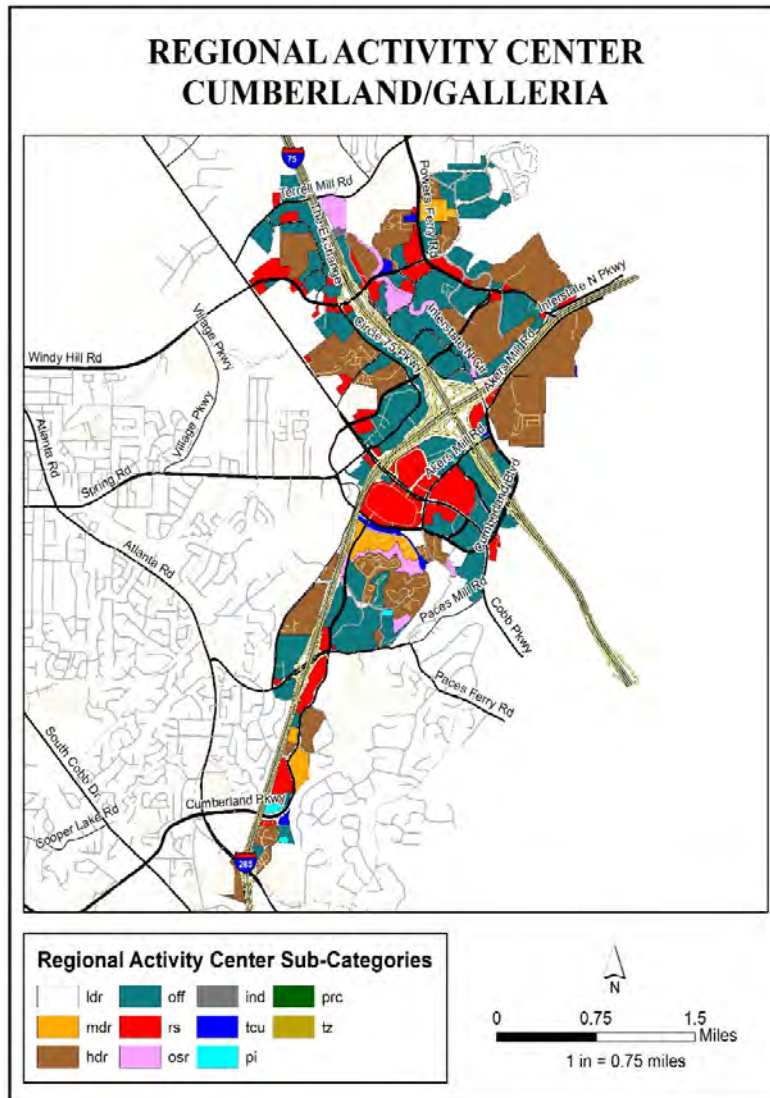 REGIONAL ACTIVITY CENTER
CUMBERLAND/GALLERIA
75
Terrell Mill Rd
Powers Ferry Rd
The Exchange
Interstate N Pkwy
Village Pkwy
Circle 75 Pkwy
Interstate N Cir
Akers Mill Rd
Windy Hill Rd
Village Pkwy
Atlanta Rd
Akers Mill Rd
Spring Rd
Cumberland Blvd
Atlanta Rd
Paces Mill Rd
Cobb Pkwy
Paces Ferry Rd
South Cobb Dr
Cumberland Pkwy
Cooper Lake Rd
285
Regional Activity Center Sub-Categories
ldr off ind prc
mdr rs tcu tz
hdr osr pi
N
0 0.75 1.5
Miles
1 in = 0.75 miles